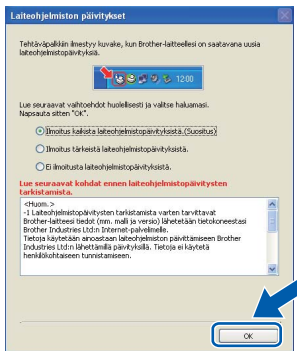 Laiteohjelmiston päivitykset
Tehtäväpalkkiin ilmestyy kuvake, kun Brother-laitteellesi on saatavana uusia
laiteohjelmistopäivityksiä.
12:00
Lue seuraavat vaihtoehdot huolellisesti ja valitse haluamasi.
Napsauta sitten "OK".
Ilmoitus kaikista laiteohjelmistopäivityksistä.(Suositus)
Ilmoitus tärkeistä laiteohjelmistopäivityksistä.
Ei ilmoitusta laiteohjelmistopäivityksistä.
Lue seuraavat kohdat ennen laiteohjelmistopäivitysten
tarkistamista.
<Huom.>
-1 Laiteohjelmistopäivitysten tarkistamista varten tarvittavat
Brother-laitteesi tiedot (mm. malli ja versio) lähetetään tietokoneestasi
Brother Industries Ltd:n Internet-palvelimelle.
Tietoja käytetään ainoastaan laiteohjelmiston päivittämiseen Brother
Industries Ltd:n lähettämillä päivityksillä. Tietoja ei käytetä
henkilökohtaiseen tunnistamiseen.
OK